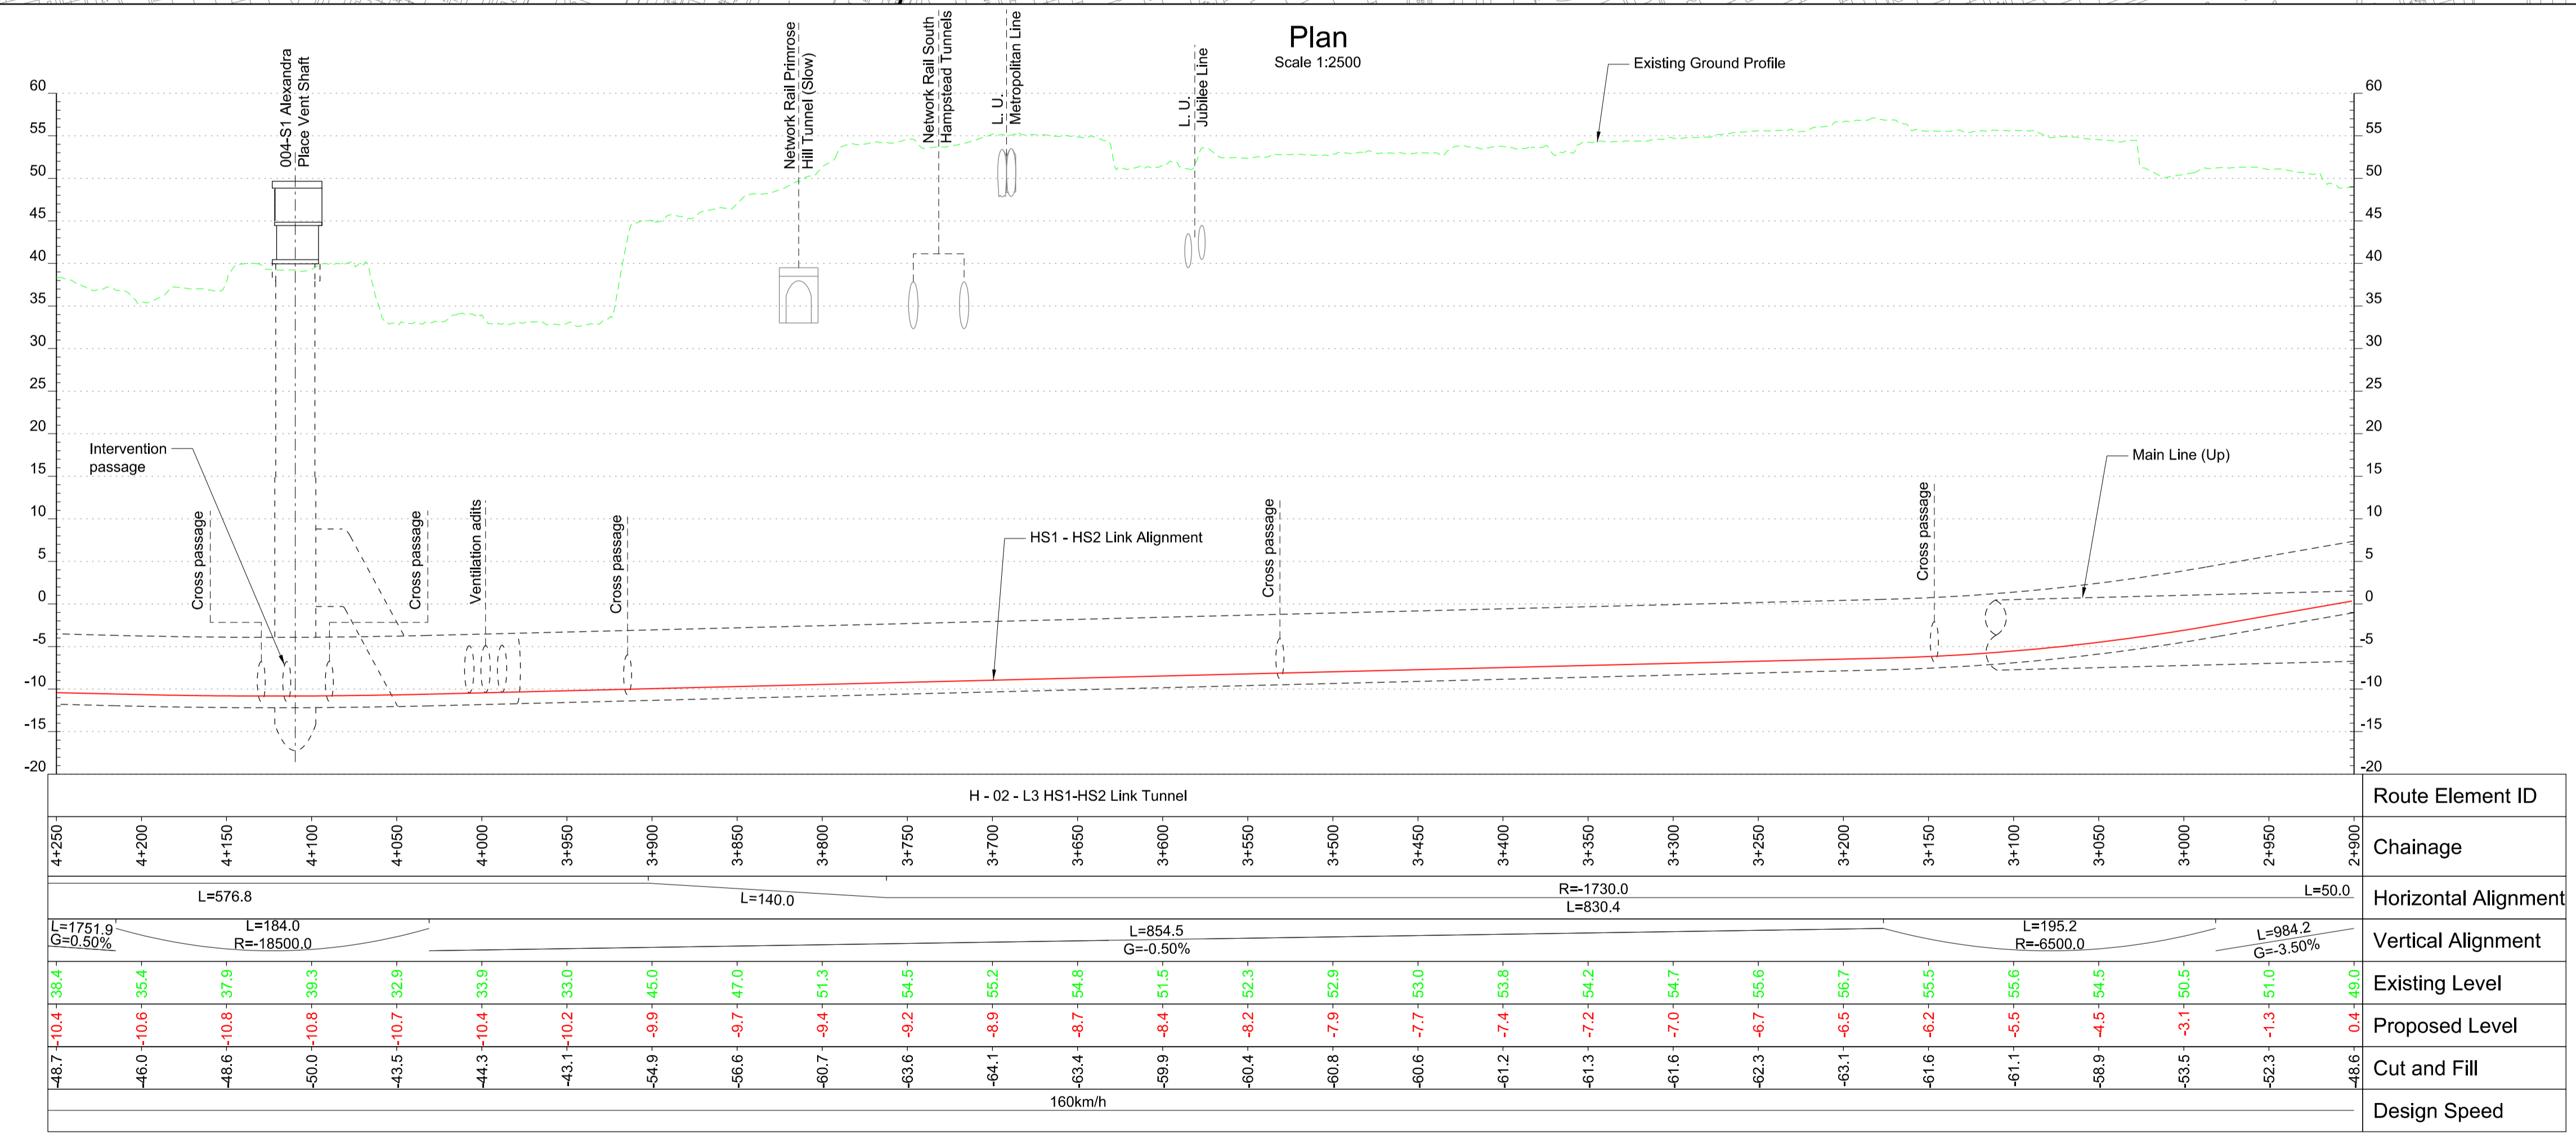 Plan
Scale 1:2500
004-S1 Alexandra
Place Vent Shaft
Network Rail Primrose
Hill Tunnel (Slow)
Network Rail South
Hampstead Tunnels
L. U.
Metropolitan Line
L. U.
Jubilee Line
Existing Ground Profile
60
55
50
45
40
35
30
25
20
15
10
5
0
-5
-10
-15
-20
60
55
50
45
40
35
30
25
20
15
10
5
0
-5
-10
-15
-20
Intervention
passage
Cross passage
Cross passage
Ventilation adits
Cross passage
HS1 - HS2 Link Alignment
Cross passage
Cross passage
Main Line (Up)
H - 02 - L3 HS1-HS2 Link Tunnel
Route Element ID
4+250 4+200 4+150 4+100 4+050 4+000 3+950 3+900 3+850 3+800 3+750 3+700 3+650 3+600 3+550 3+500 3+450 3+400 3+350 3+300 3+250 3+200 3+150 3+100 3+050 3+000 2+950 2+900
Chainage
L=576.8
L=140.0
R=-1730.0
L=830.4
L=50.0
Horizontal Alignment
L=1751.9
G=0.50%
L=184.0
R=-18500.0
L=854.5
G=-0.50%
L=195.2
R=-6500.0
L=984.2
G=-3.50%
Vertical Alignment
38.4 35.4 37.9 39.3 32.9 33.9 33.0 45.0 47.0 51.3 54.5 55.2 54.8 51.5 52.3 52.9 53.0 53.8 54.2 54.7 55.6 56.7 55.5 55.6 54.5 50.5 51.0 49.0
Existing Level
-10.4 -10.6 -10.8 -10.8 -10.7 -10.4 -10.2 -9.9 -9.7 -9.4 -9.2 -8.9 -8.7 -8.4 -8.2 -7.9 -7.7 -7.4 -7.2 -7.0 -6.7 -6.5 -6.2 -5.5 -4.5 -3.1 -1.3 0.4
Proposed Level
-48.7 -46.0 -48.6 -50.0 -43.5 -44.3 -43.1 -54.9 -56.6 -60.7 -63.6 -64.1 -63.4 -59.9 -60.4 -60.8 -60.6 -61.2 -61.3 -61.6 -62.3 -63.1 -61.6 -61.1 -58.9 -53.5 -52.3 -48.6
Cut and Fill
160km/h
Design Speed